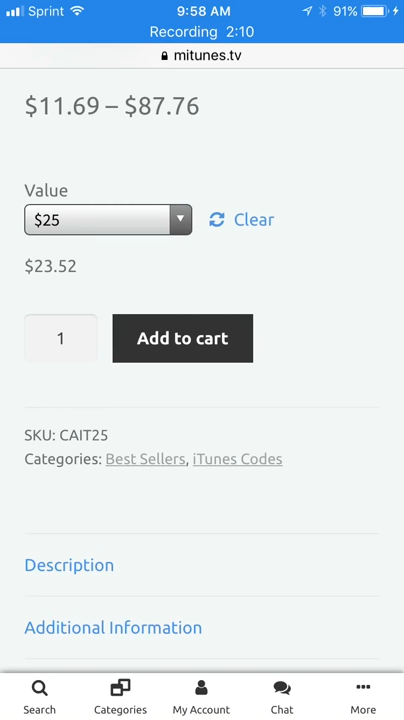 Sprint 9:58 AM 91%
Recording 2:10
mitunes.tv
$11.69 – $87.76
Value
$25 Clear
$23.52
1 Add to cart
SKU: CAIT25
Categories: Best Sellers, iTunes Codes
Description
Additional Information
Search Categories My Account Chat More